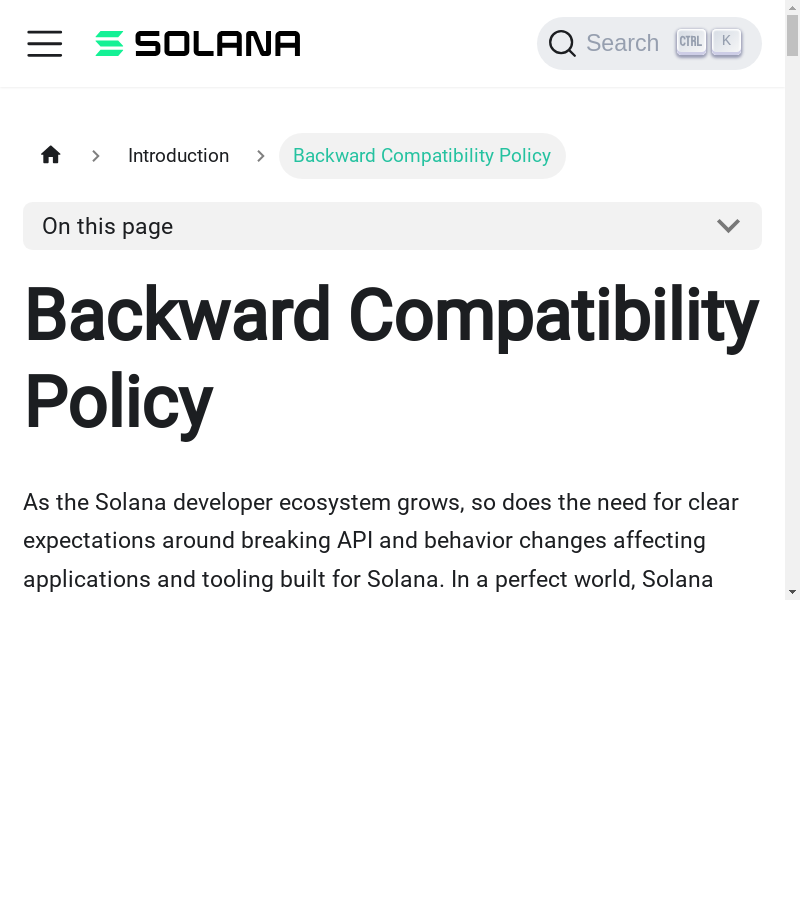 SOLANA
Search CTRL K
Introduction Backward Compatibility Policy
On this page
Backward Compatibility
Policy
As the Solana developer ecosystem grows, so does the need for clear
expectations around breaking API and behavior changes affecting
applications and tooling built for Solana. In a perfect world, Solana